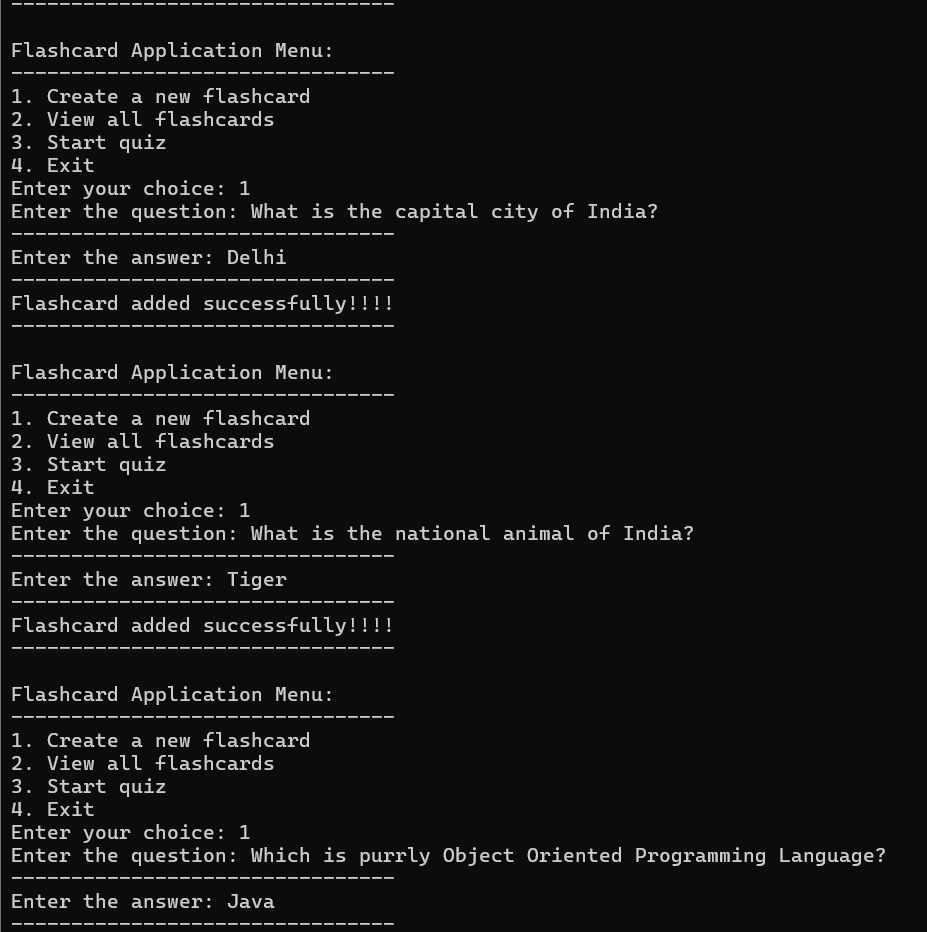 --------------------------------

Flashcard Application Menu:
--------------------------------
1. Create a new flashcard
2. View all flashcards
3. Start quiz
4. Exit
Enter your choice: 1
Enter the question: What is the capital city of India?
--------------------------------
Enter the answer: Delhi
--------------------------------
Flashcard added successfully!!!!
--------------------------------

Flashcard Application Menu:
--------------------------------
1. Create a new flashcard
2. View all flashcards
3. Start quiz
4. Exit
Enter your choice: 1
Enter the question: What is the national animal of India?
--------------------------------
Enter the answer: Tiger
--------------------------------
Flashcard added successfully!!!!
--------------------------------

Flashcard Application Menu:
--------------------------------
1. Create a new flashcard
2. View all flashcards
3. Start quiz
4. Exit
Enter your choice: 1
Enter the question: Which is purrly Object Oriented Programming Language?
--------------------------------
Enter the answer: Java
--------------------------------